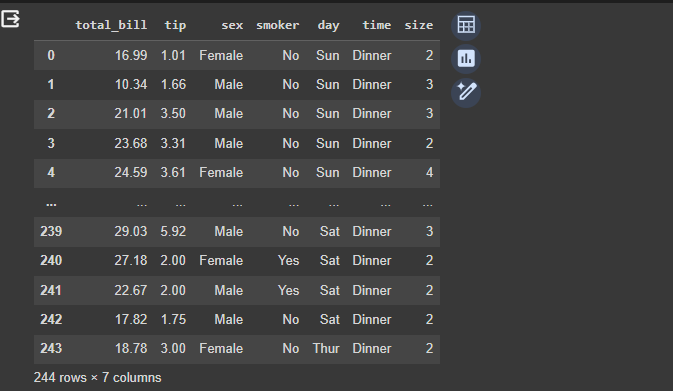 total_bill tip sex smoker day time size
0 16.99 1.01 Female No Sun Dinner 2
1 10.34 1.66 Male No Sun Dinner 3
2 21.01 3.50 Male No Sun Dinner 3
3 23.68 3.31 Male No Sun Dinner 2
4 24.59 3.61 Female No Sun Dinner 4
... ... ... ... ... ... ... ...
239 29.03 5.92 Male No Sat Dinner 3
240 27.18 2.00 Female Yes Sat Dinner 2
241 22.67 2.00 Male Yes Sat Dinner 2
242 17.82 1.75 Male No Sat Dinner 2
243 18.78 3.00 Female No Thur Dinner 2
244 rows × 7 columns